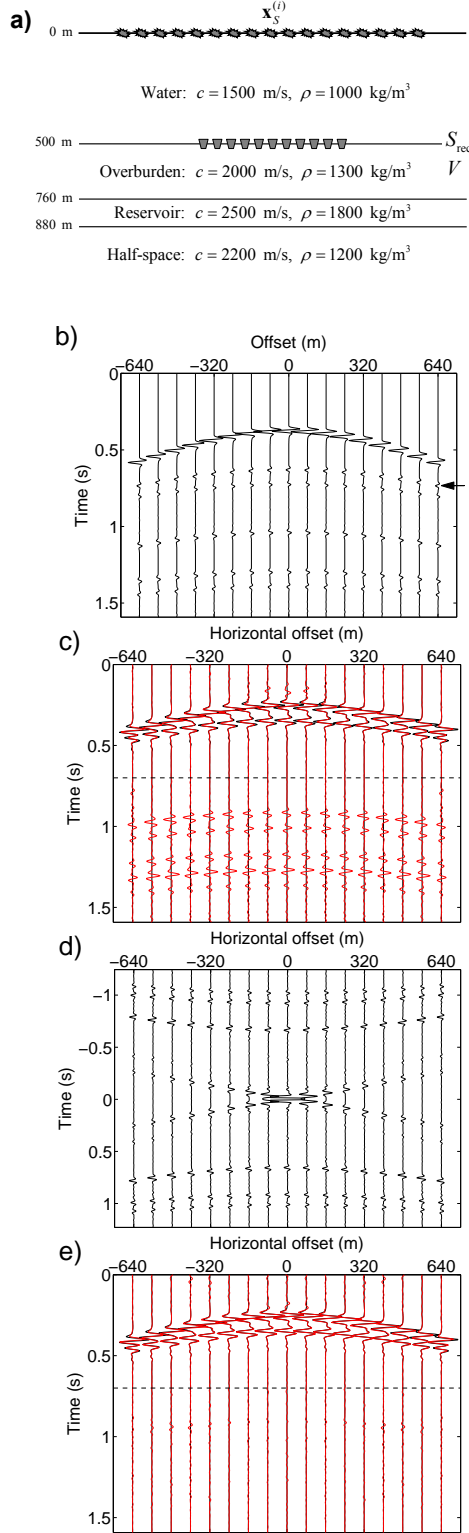 a)
x_S^(i)
0 m
Water: c = 1500 m/s, ρ = 1000 kg/m³
500 m
S_rec
Overburden: c = 2000 m/s, ρ = 1300 kg/m³
V
760 m
Reservoir: c = 2500 m/s, ρ = 1800 kg/m³
880 m
Half-space: c = 2200 m/s, ρ = 1200 kg/m³
b)
Offset (m)
−640 −320 0 320 640
0
0.5
1
1.5
Time (s)
Horizontal offset (m)
c)
−640 −320 0 320 640
0
0.5
1
1.5
Time (s)
Horizontal offset (m)
d)
−640 −320 0 320 640
−1
−0.5
0
0.5
1
Time (s)
Horizontal offset (m)
e)
−640 −320 0 320 640
0
0.5
1
1.5
Time (s)